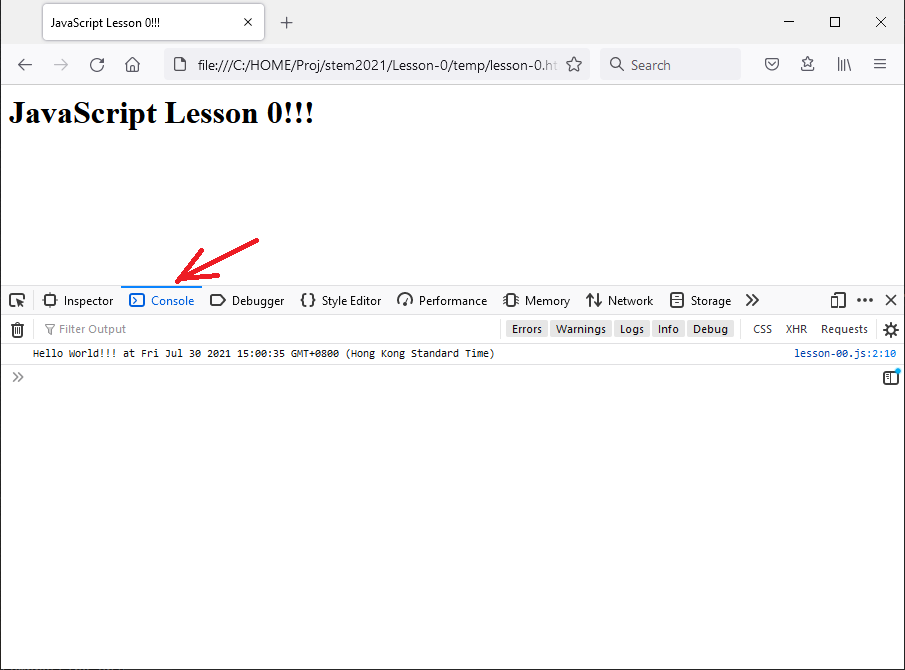 JavaScript Lesson 0!!!
file:///C:/HOME/Proj/stem2021/Lesson-0/temp/lesson-0.ht
Search
JavaScript Lesson 0!!!
Inspector Console Debugger Style Editor Performance Memory Network Storage
Filter Output Errors Warnings Logs Info Debug CSS XHR Requests
Hello World!!! at Fri Jul 30 2021 15:00:35 GMT+0800 (Hong Kong Standard Time) lesson-00.js:2:10